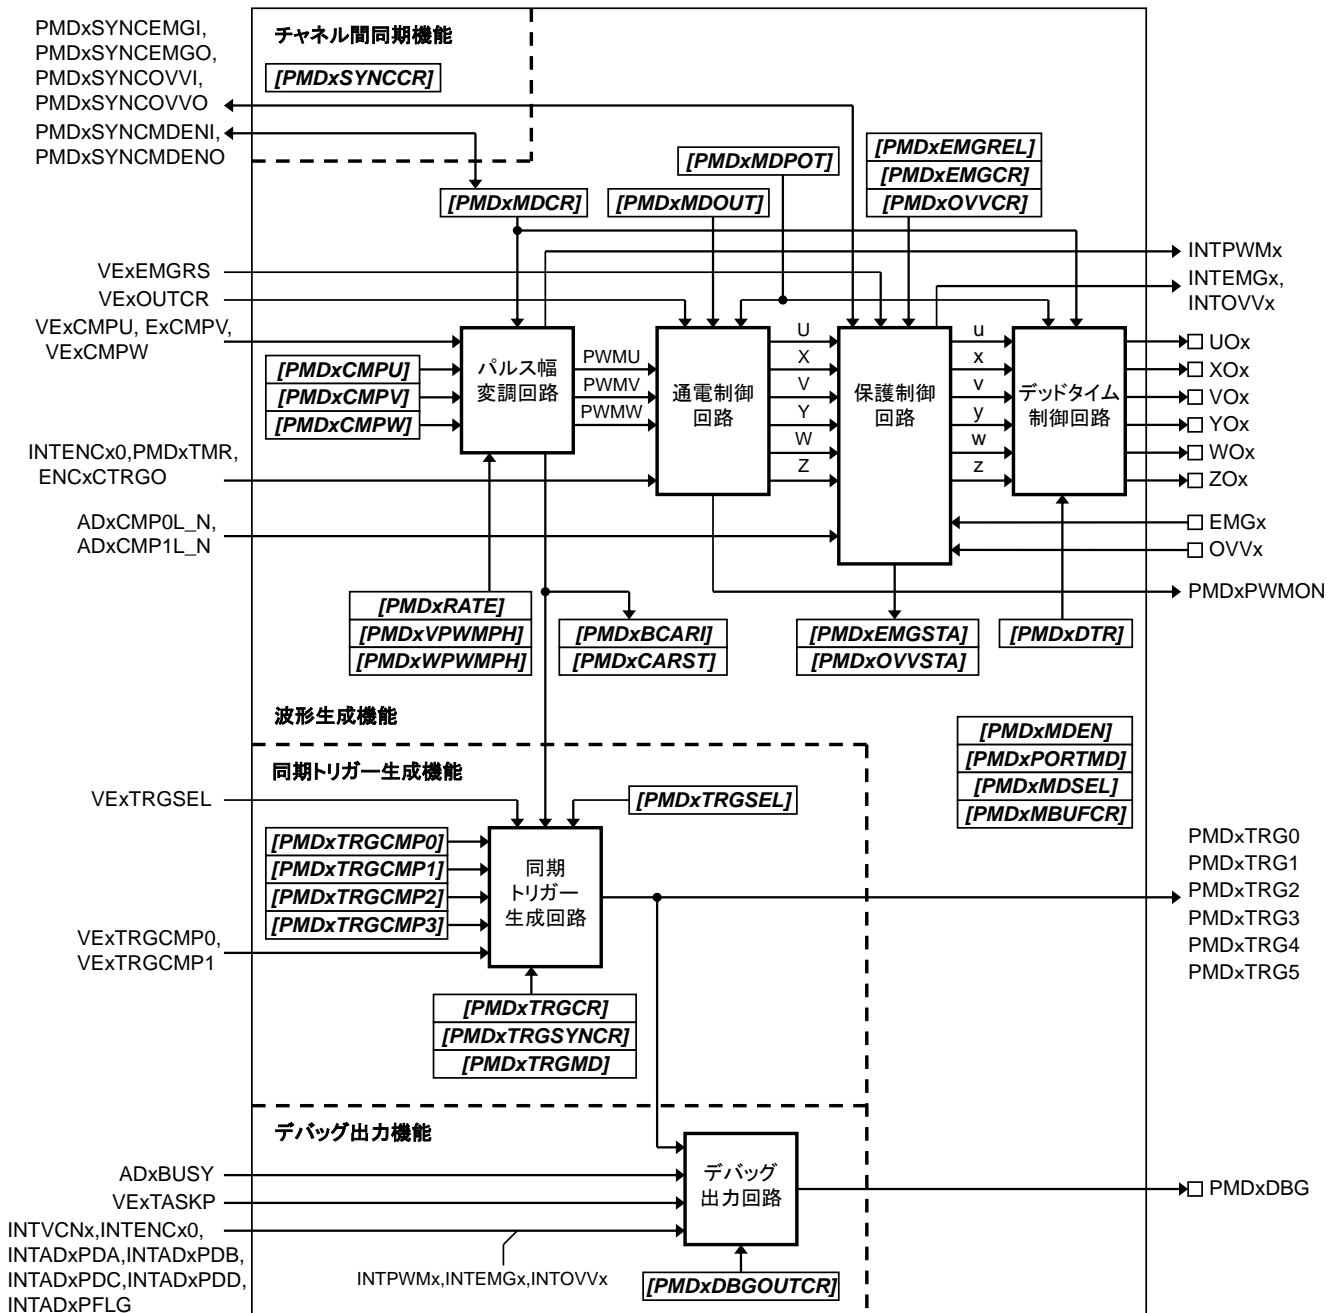 PMDxSYNCEMGI,
PMDxSYNCEMGO,
PMDxSYNCOVVI,
PMDxSYNCOVVO
PMDxSYNCMDENI,
PMDxSYNCMDENO
チャネル間同期機能
[PMDxSYNCCR]
[PMDxMDCR]
[PMDxMDOUT]
[PMDxMDPOT]
[PMDxEMGREL]
[PMDxEMGCR]
[PMDxOVVCR]
VExEMGRS
VExOUTCR
VExCMPU, ExCMPV,
VExCMPW
INTPWMx
INTEMGx,
INTOVVx
[PMDxCMPU]
[PMDxCMPV]
[PMDxCMPW]
パルス幅
変調回路
PWMU
PWMV
PWMW
通電制御
回路
U
X
V
Y
W
Z
保護制御
回路
u
x
v
y
w
z
デッドタイム
制御回路
UOx
XOx
VOx
YOx
WOx
ZOx
EMGx
OVVx
INTENCx0,PMDxTMR,
ENCxCTRGO
ADxCMP0L_N,
ADxCMP1L_N
PMDxPWMON
[PMDxRATE]
[PMDxVPWMPH]
[PMDxWPWMPH]
[PMDxBCARI]
[PMDxCARST]
[PMDxEMGSTA]
[PMDxOVVSTA]
[PMDxDTR]
波形生成機能
[PMDxMDEN]
[PMDxPORTMD]
[PMDxMDSEL]
[PMDxMBUFCR]
同期トリガー生成機能
VExTRGSEL
[PMDxTRGSEL]
[PMDxTRGCMP0]
[PMDxTRGCMP1]
[PMDxTRGCMP2]
[PMDxTRGCMP3]
同期
トリガー
生成回路
VExTRGCMP0,
VExTRGCMP1
PMDxTRG0
PMDxTRG1
PMDxTRG2
PMDxTRG3
PMDxTRG4
PMDxTRG5
[PMDxTRGCR]
[PMDxTRGSYNCR]
[PMDxTRGMD]
デバッグ出力機能
ADxBUSY
VExTASKP
INTVCNx,INTENCx0,
INTADxPDA,INTADxPDB,
INTADxPDC,INTADxPDD,
INTADxPFLG
INTPWMx,INTEMGx,INTOVVx
デバッグ
出力回路
PMDxDBG
[PMDxDBGOUTCR]